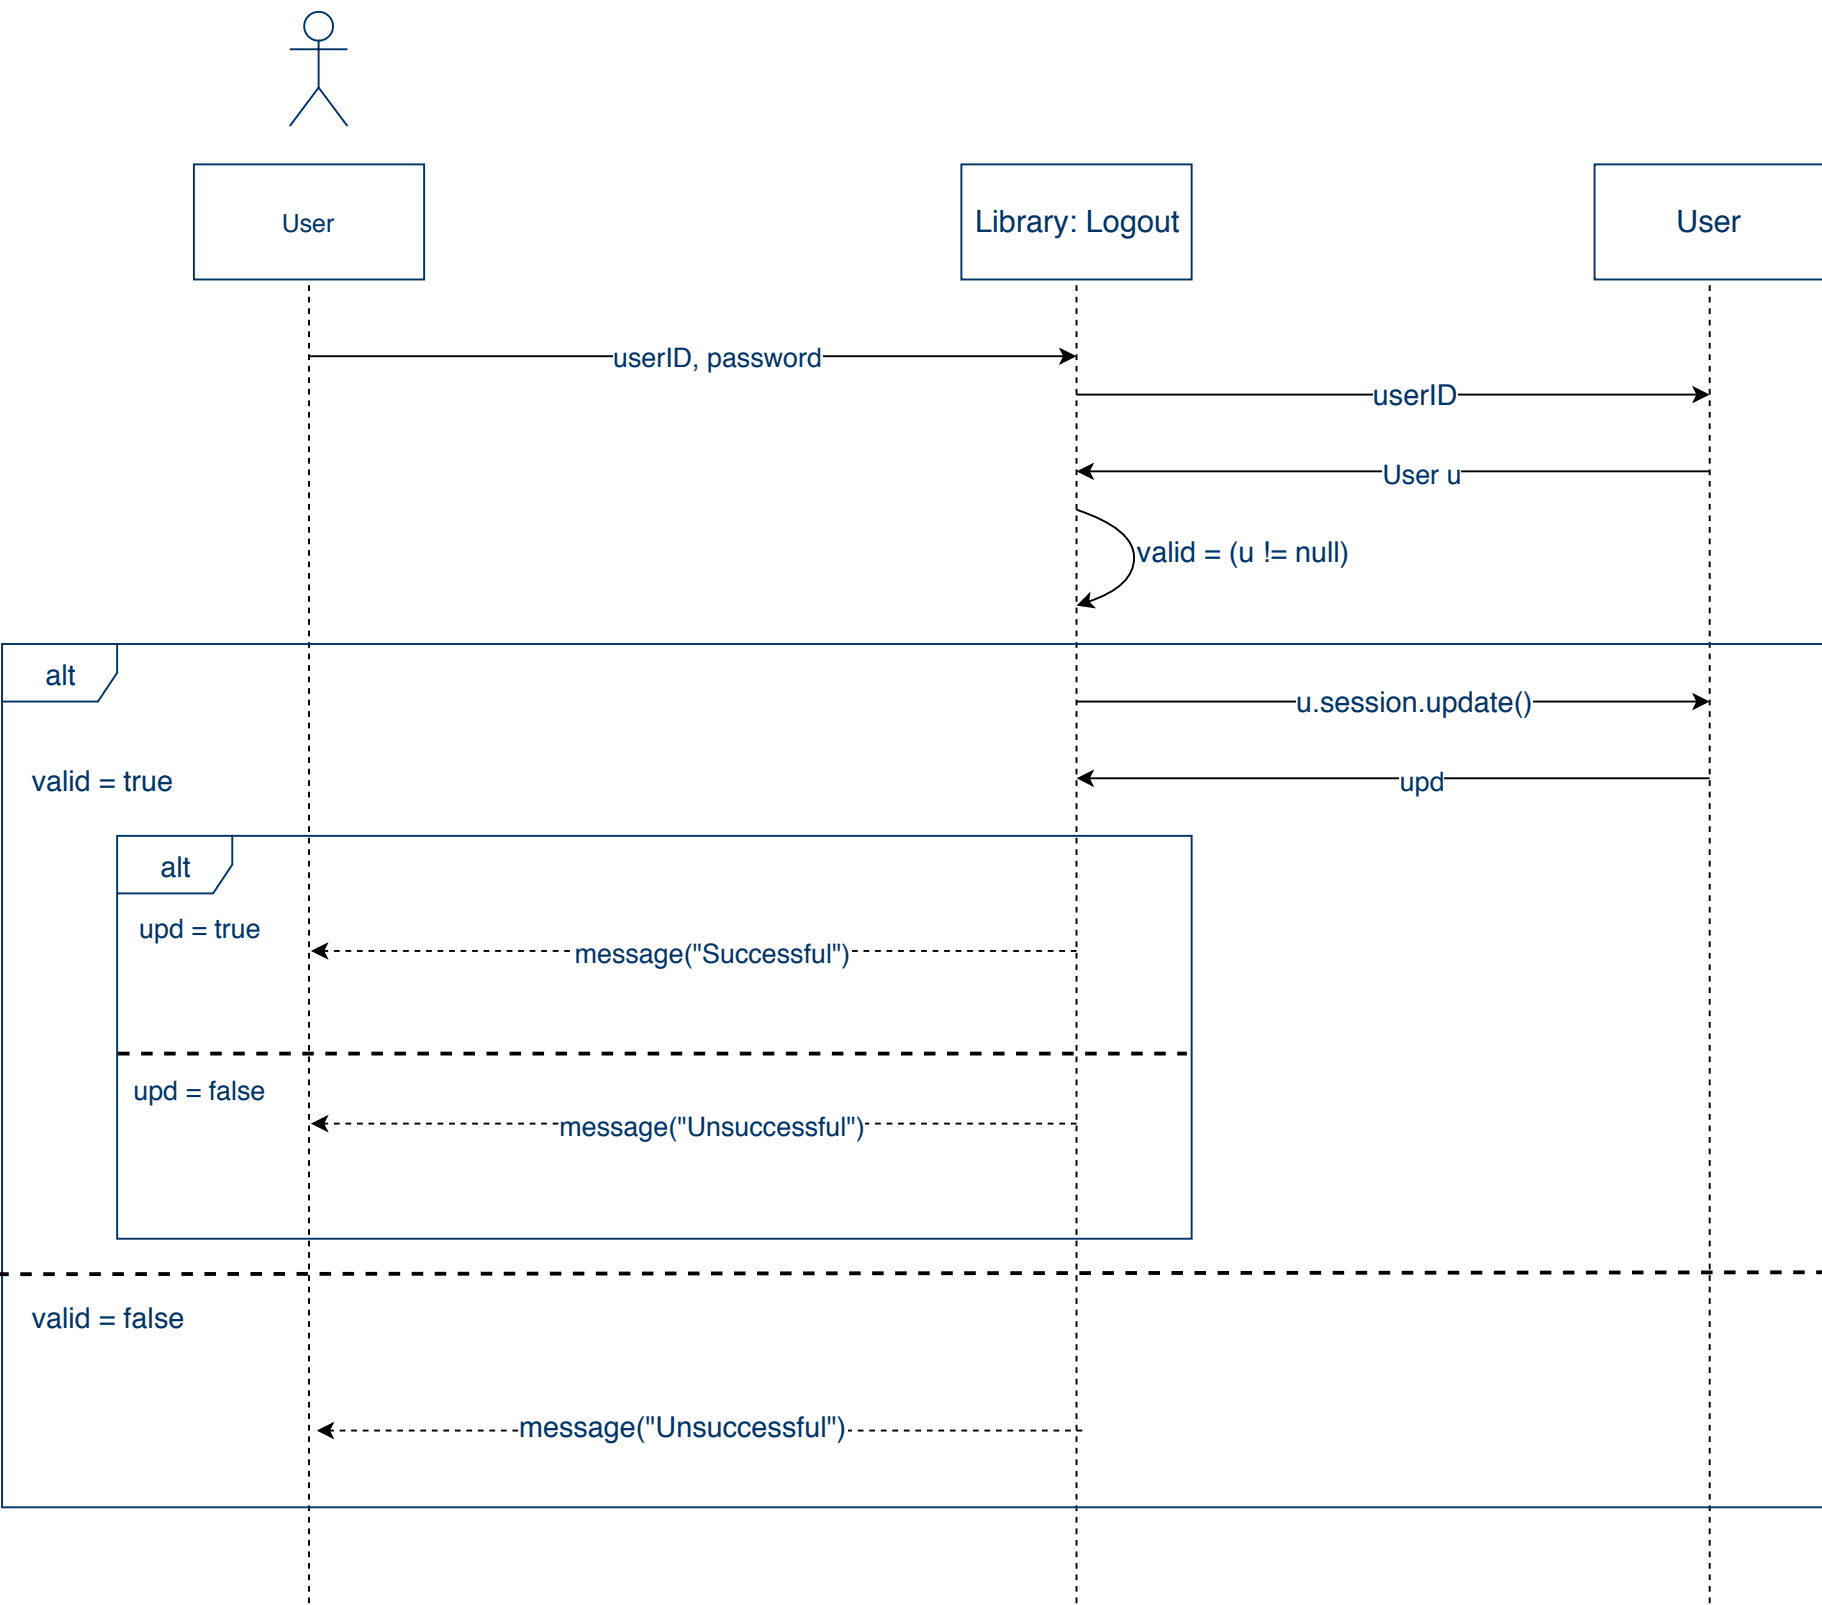 User
Library: Logout
User
userID, password
userID
User u
valid = (u != null)
alt
u.session.update()
valid = true
upd
alt
upd = true
message("Successful")
upd = false
message("Unsuccessful")
valid = false
message("Unsuccessful")